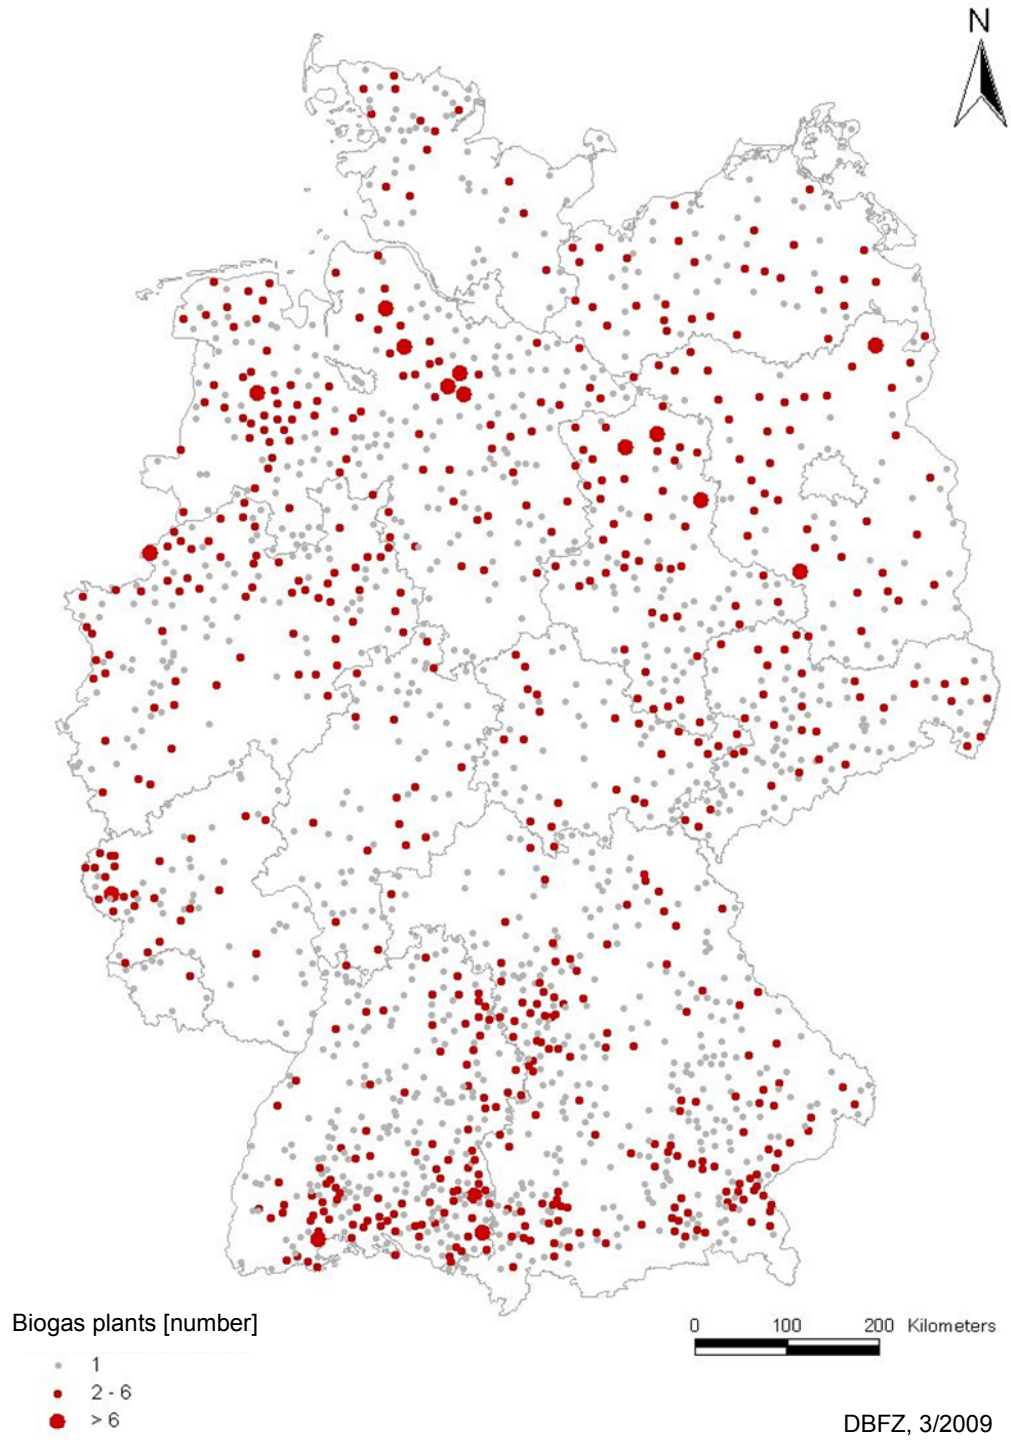 N
Biogas plants [number]
1
2 - 6
> 6
0 100 200 Kilometers
DBFZ, 3/2009